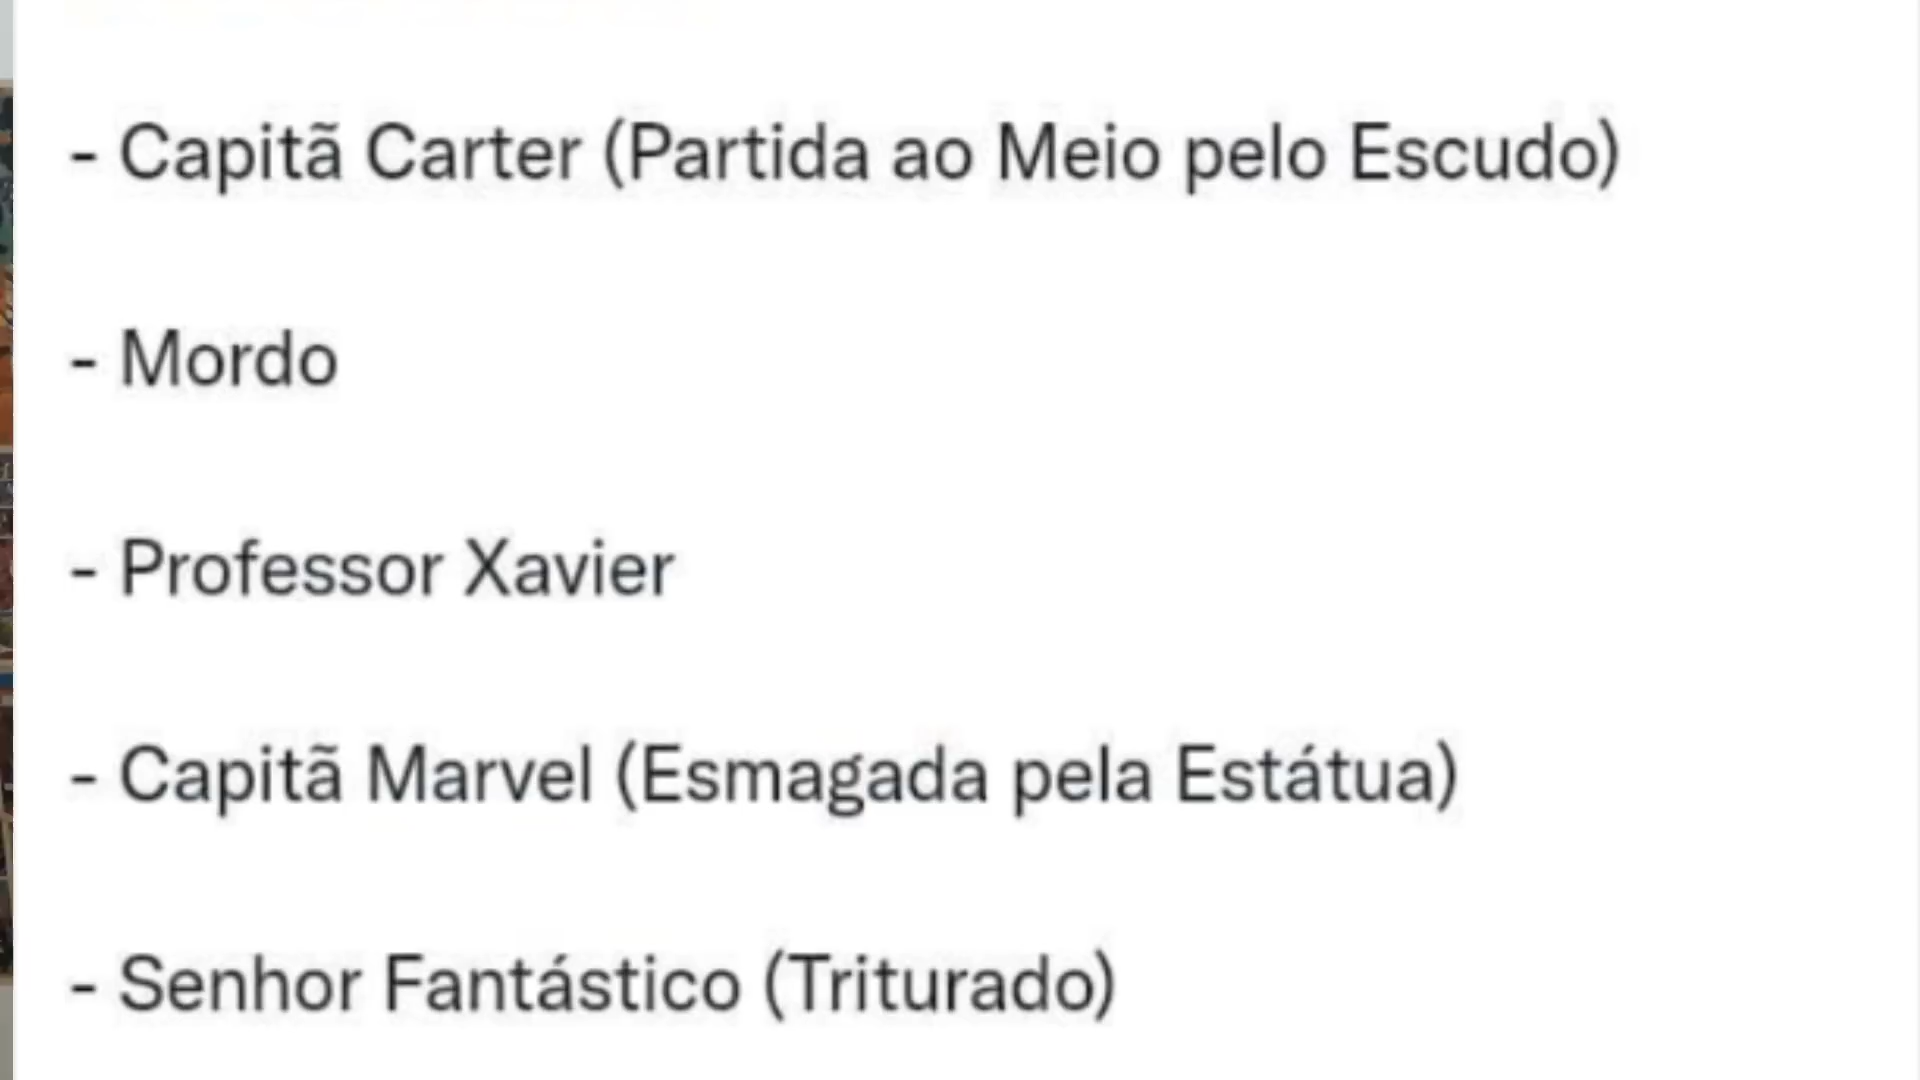 - Capitã Carter (Partida ao Meio pelo Escudo)
- Mordo
- Professor Xavier
- Capitã Marvel (Esmagada pela Estátua)
- Senhor Fantástico (Triturado)